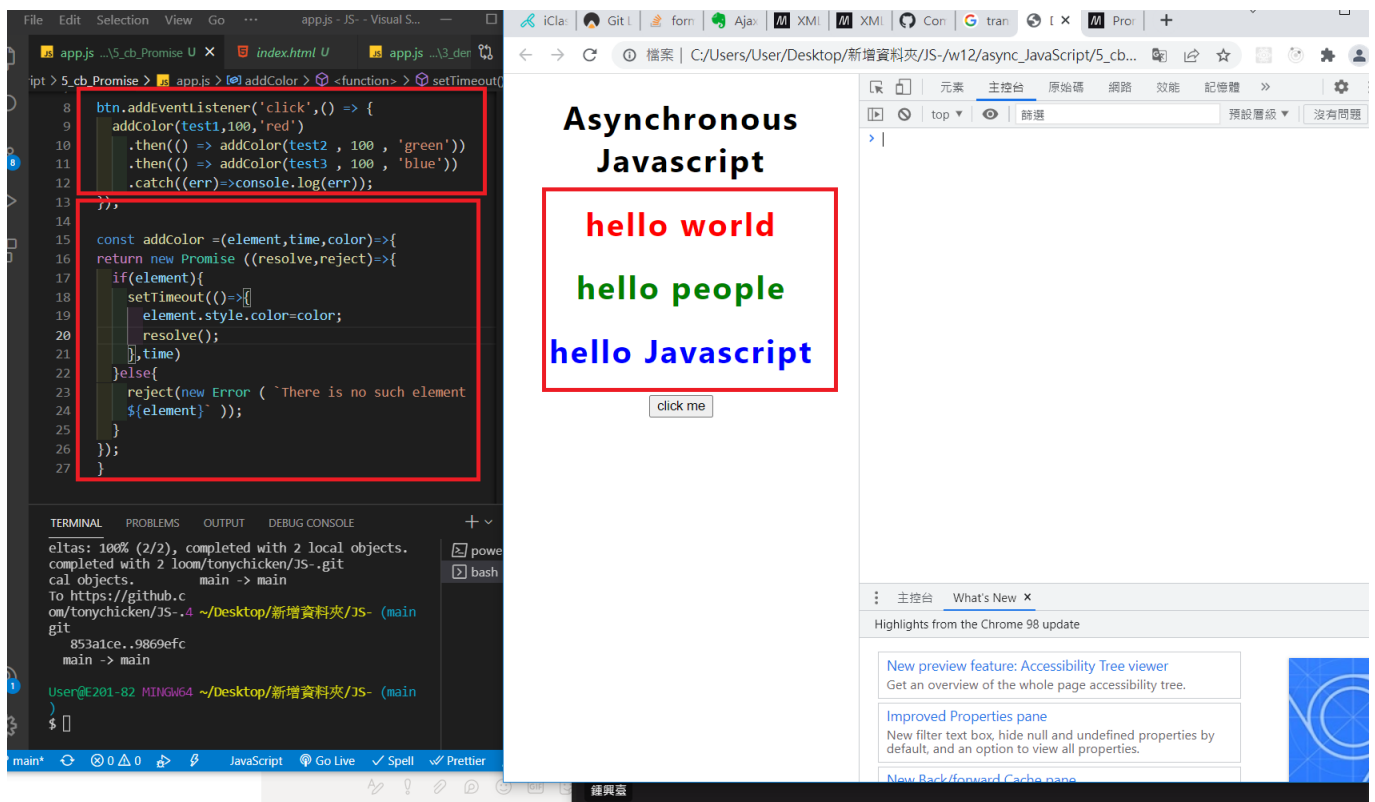 File Edit Selection View Go ··· app.js - JS- - Visual S...
app.js ...\5_cb_Promise U
index.html U
app.js ...\3_der
ipt > 5_cb_Promise > app.js > addColor > <function> > setTimeout()
8 btn.addEventListener('click',() => {
9 addColor(test1,100,'red')
10 .then(() => addColor(test2 , 100 , 'green'))
11 .then(() => addColor(test3 , 100 , 'blue'))
12 .catch((err)=>console.log(err));
13 });
14
15 const addColor =(element,time,color)=>{
16 return new Promise ((resolve,reject)=>{
17 if(element){
18 setTimeout(()=>{
19 element.style.color=color;
20 resolve();
21 },time)
22 }else{
23 reject(new Error ( `There is no such element
24 ${element}` ));
25 }
26 });
27 }
TERMINAL PROBLEMS OUTPUT DEBUG CONSOLE
eltas: 100% (2/2), completed with 2 local objects.
completed with 2 loom/tonychicken/JS-.git
cal objects. main -> main
To https://github.c
om/tonychicken/JS-.4 ~/Desktop/新增資料夾/JS- (main
git
853a1ce..9869efc
main -> main
User@E201-82 MINGW64 ~/Desktop/新增資料夾/JS- (main
)
$
powe
bash
main* 0 0 JavaScript Go Live Spell Prettier
iClas
Git L
form
Ajax
XML
XML
Con
tran
Pror
檔案 | C:/Users/User/Desktop/新增資料夾/JS-/w12/async_JavaScript/5_cb...
Asynchronous
Javascript
hello world
hello people
hello Javascript
click me
元素 主控台 原始碼 網路 效能 記憶體
top 篩選 預設層級 沒有問題
主控台 What's New
Highlights from the Chrome 98 update
New preview feature: Accessibility Tree viewer
Get an overview of the whole page accessibility tree.
Improved Properties pane
New filter text box, hide null and undefined properties by
default, and an option to view all properties.
New Back/forward Cache pane
鍾興臺